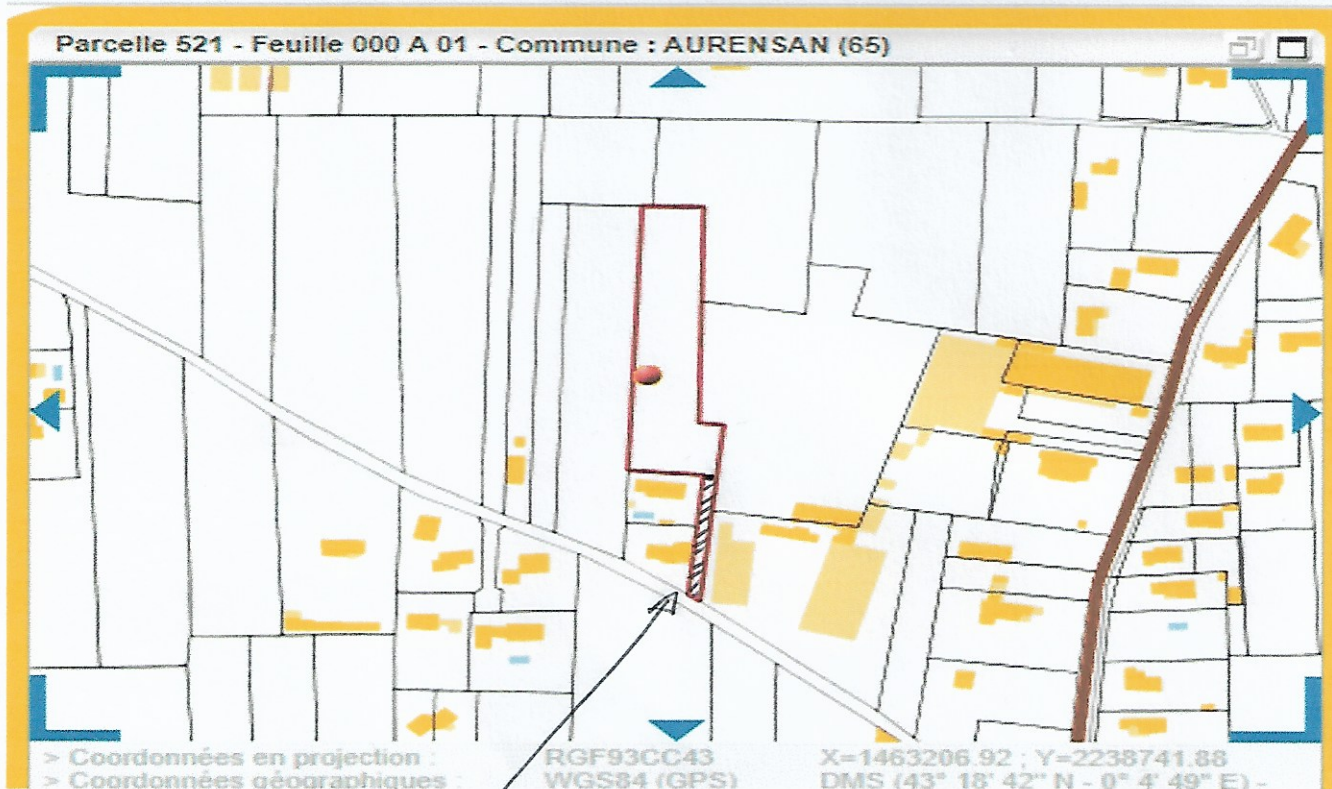 Parcelle 521 - Feuille 000 A 01 - Commune : AURENSAN (65)
> Coordonnées en projection : RGF93CC43 X=1463206.92 ; Y=2238741.88
> Coordonnées géographiques : WGS84 (GPS) DMS (43° 18' 42" N - 0° 4' 49" E) -